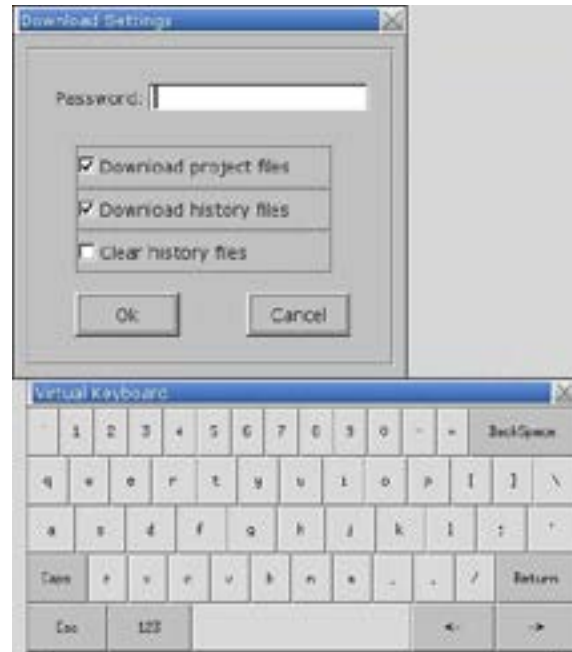 Download Settings
Password:
Download project files
Download history files
Clear history files
Ok Cancel
Virtual Keyboard
1 2 3 4 5 6 7 8 9 0 - = BackSpace
q w e r t y u i o p [ ] \
a s d f g h j k l ; '
Caps z x c v b n m , . / Return
Esc 123 <- ->